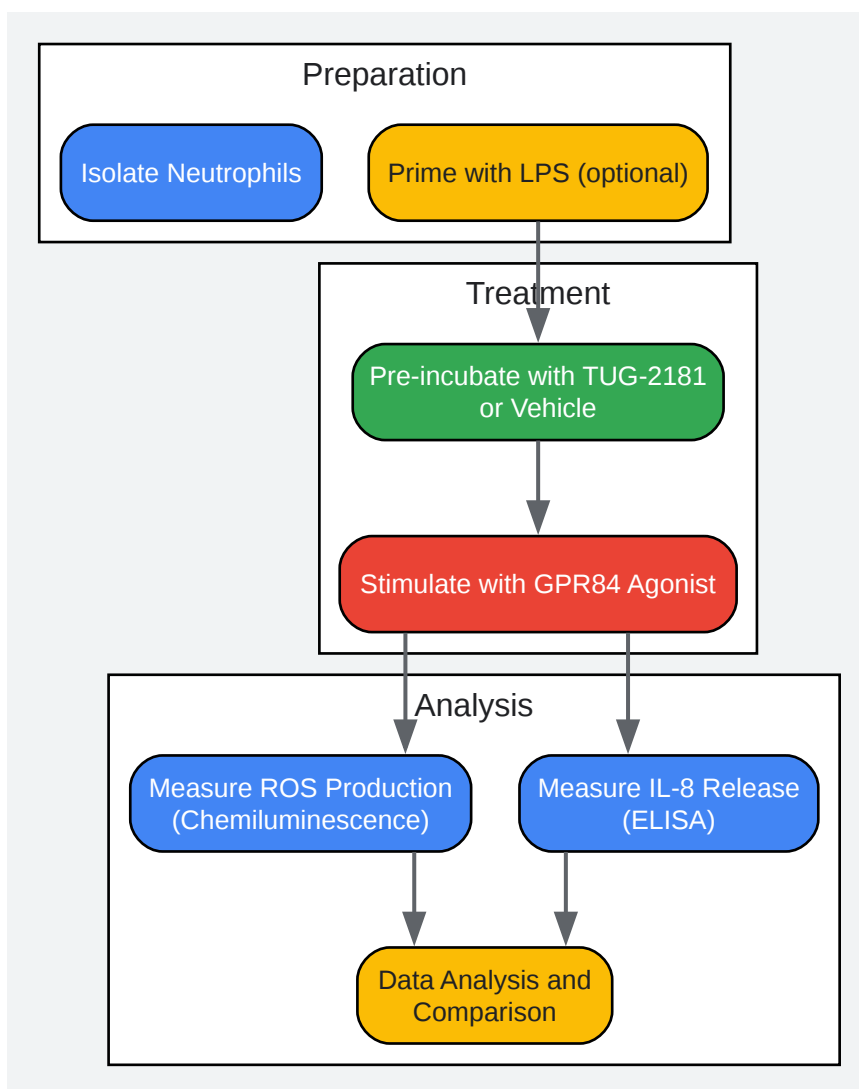 Preparation
Isolate Neutrophils
Prime with LPS (optional)
Treatment
Pre-incubate with TUG-2181
or Vehicle
Stimulate with GPR84 Agonist
Analysis
Measure ROS Production
(Chemiluminescence)
Measure IL-8 Release
(ELISA)
Data Analysis and
Comparison